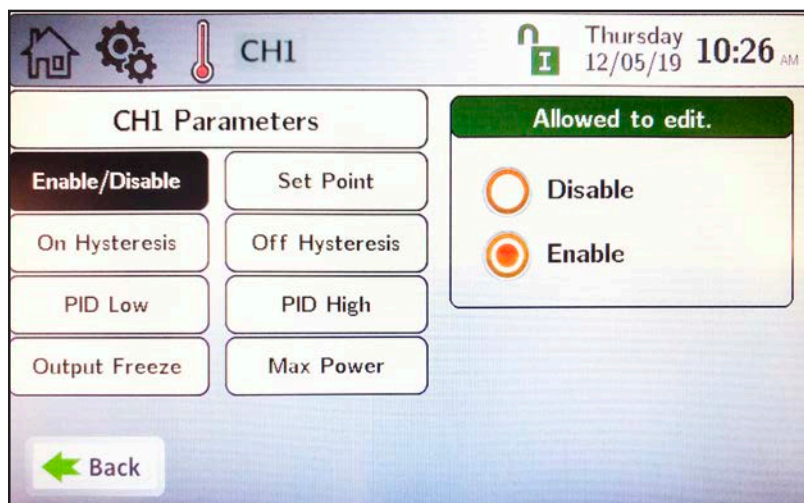 CH1
I
Thursday
12/05/19
10:26 AM
CH1 Parameters
Enable/Disable
Set Point
On Hysteresis
Off Hysteresis
PID Low
PID High
Output Freeze
Max Power
Back
Allowed to edit.
Disable
Enable